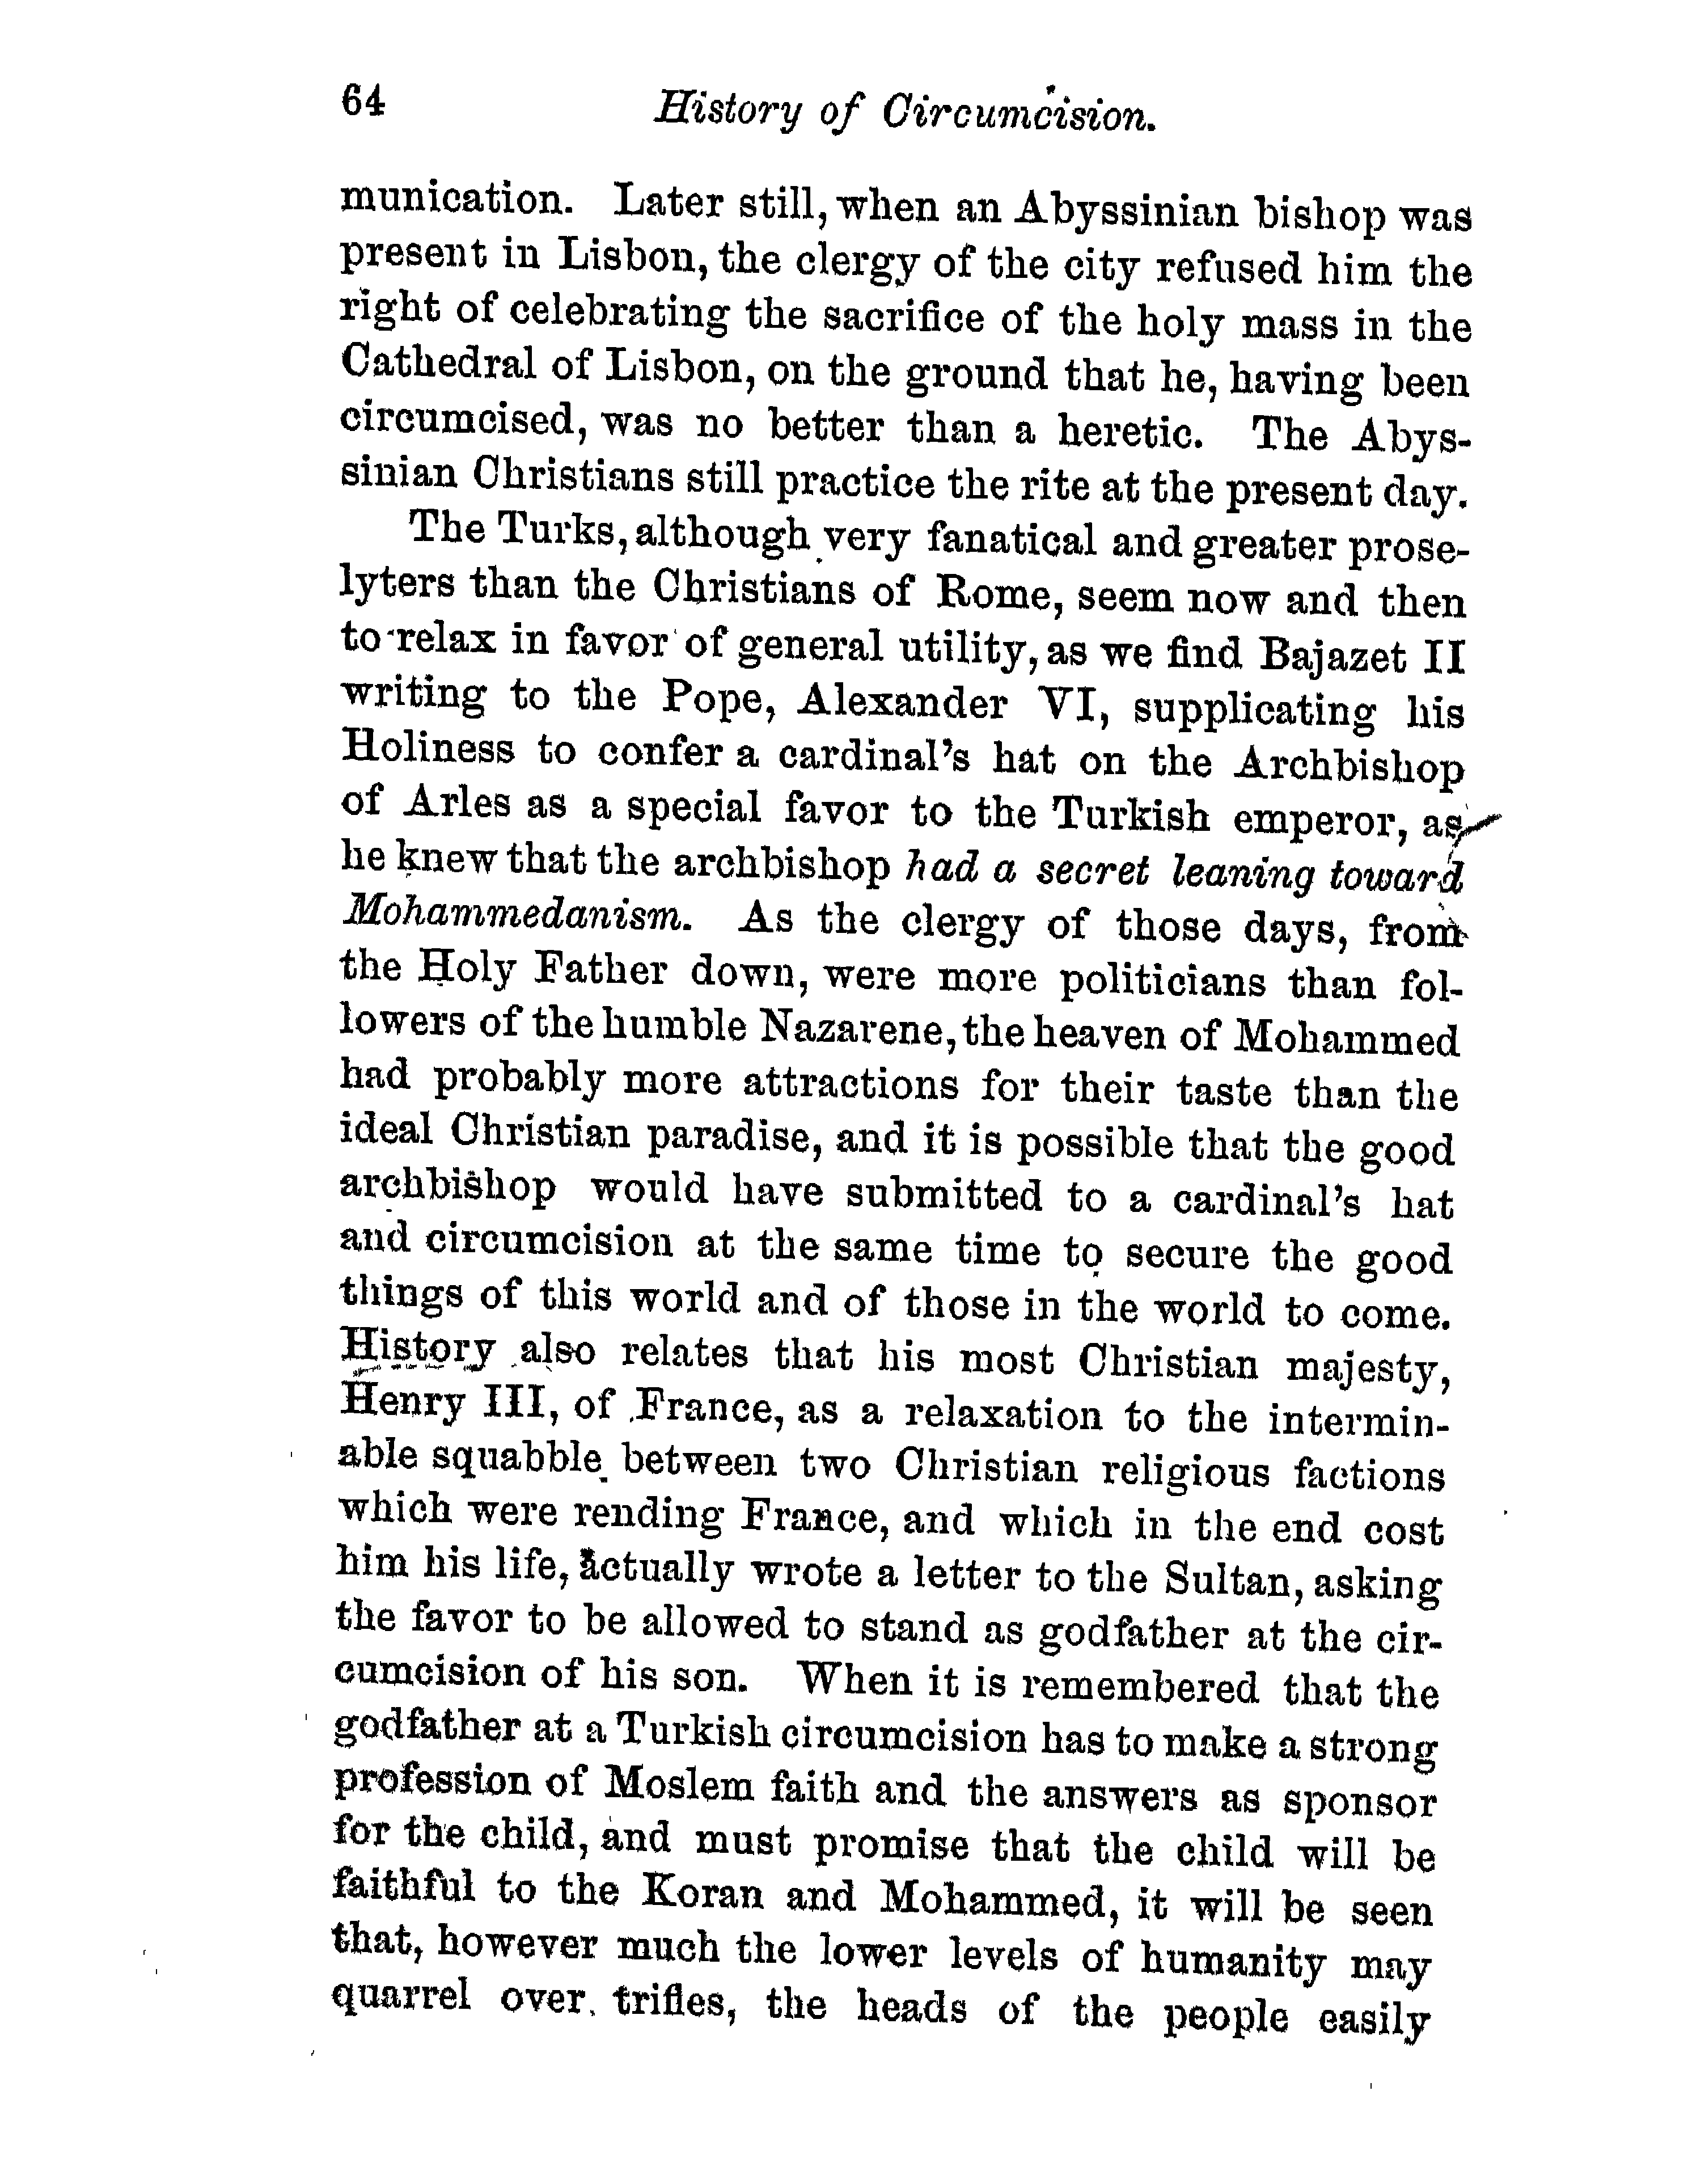 64 History of Circumcision.
munication. Later still, when an Abyssinian bishop was
present in Lisbon, the clergy of the city refused him the
right of celebrating the sacrifice of the holy mass in the
Cathedral of Lisbon, on the ground that he, having been
circumcised, was no better than a heretic. The Abys-
sinian Christians still practice the rite at the present day.
The Turks, although very fanatical and greater prose-
lyters than the Christians of Rome, seem now and then
to relax in favor of general utility, as we find Bajazet II
writing to the Pope, Alexander VI, supplicating his
Holiness to confer a cardinal's hat on the Archbishop
of Arles as a special favor to the Turkish emperor, as
he knew that the archbishop had a secret leaning toward
Mohammedanism. As the clergy of those days, from
the Holy Father down, were more politicians than fol-
lowers of the humble Nazarene, the heaven of Mohammed
had probably more attractions for their taste than the
ideal Christian paradise, and it is possible that the good
archbishop would have submitted to a cardinal's hat
and circumcision at the same time to secure the good
things of this world and of those in the world to come.
History also relates that his most Christian majesty,
Henry III, of France, as a relaxation to the intermin-
able squabble between two Christian religious factions
which were rending France, and which in the end cost
him his life, actually wrote a letter to the Sultan, asking
the favor to be allowed to stand as godfather at the cir-
cumcision of his son. When it is remembered that the
godfather at a Turkish circumcision has to make a strong
profession of Moslem faith and the answers as sponsor
for the child, and must promise that the child will be
faithful to the Koran and Mohammed, it will be seen
that, however much the lower levels of humanity may
quarrel over trifles, the heads of the people easily